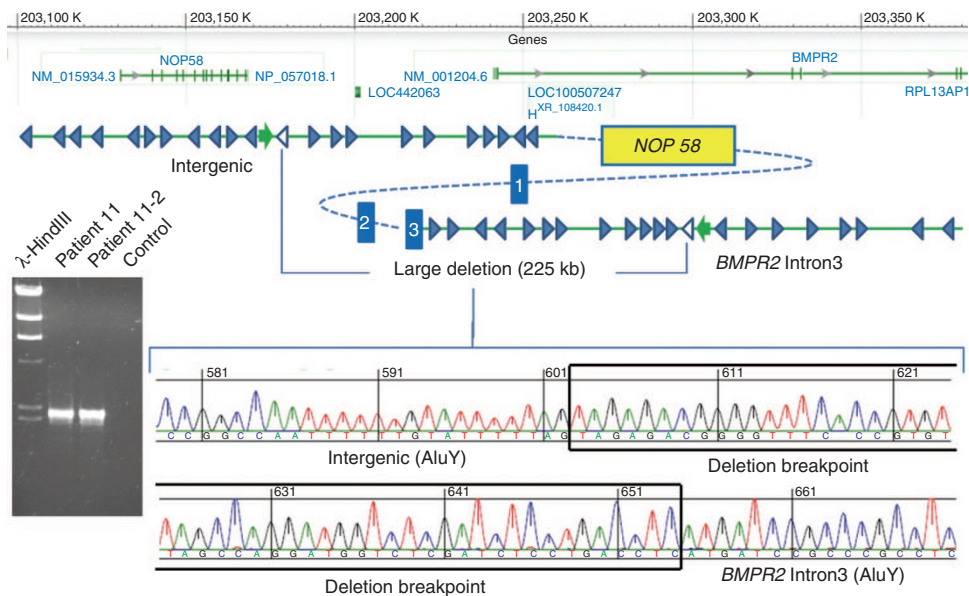 203,100 K 203,150 K 203,200 K 203,250 K 203,300 K 203,350 K
Genes
NOP58 BMPR2
NM_015934.3 NP_057018.1 NM_001204.6
LOC442063 LOC100507247 RPL13AP1
H XR_108420.1
NOP 58
Intergenic
1
2
3
Large deletion (225 kb)
BMPR2 Intron3
λ-HindIII
Patient 11
Patient 11-2
Control
581 591 601 611 621
C C G G C C A A T T T T T T G T A T T T T T A G T A G A G A C G G G G T T T C C C C G T G T
Intergenic (AluY)
Deletion breakpoint
631 641 651 661
T A G C C A G G A T G G T C T C G A T C T C C T G A C C T C A T G A T C C G C C C G C C T C
Deletion breakpoint
BMPR2 Intron3 (AluY)